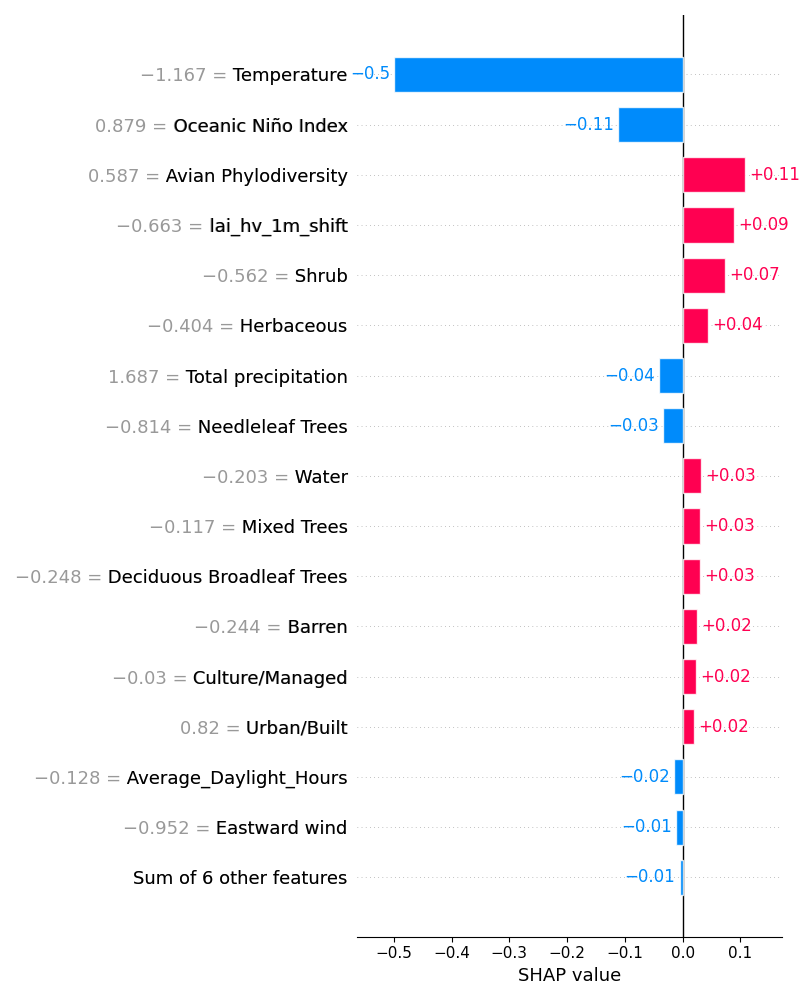 −1.167 = Temperature −0.5
0.879 = Oceanic Niño Index −0.11
0.587 = Avian Phylodiversity +0.11
−0.663 = lai_hv_1m_shift +0.09
−0.562 = Shrub +0.07
−0.404 = Herbaceous +0.04
1.687 = Total precipitation −0.04
−0.814 = Needleleaf Trees −0.03
−0.203 = Water +0.03
−0.117 = Mixed Trees +0.03
−0.248 = Deciduous Broadleaf Trees +0.03
−0.244 = Barren +0.02
−0.03 = Culture/Managed +0.02
0.82 = Urban/Built +0.02
−0.128 = Average_Daylight_Hours −0.02
−0.952 = Eastward wind −0.01
Sum of 6 other features −0.01
−0.5 −0.4 −0.3 −0.2 −0.1 0.0 0.1
SHAP value